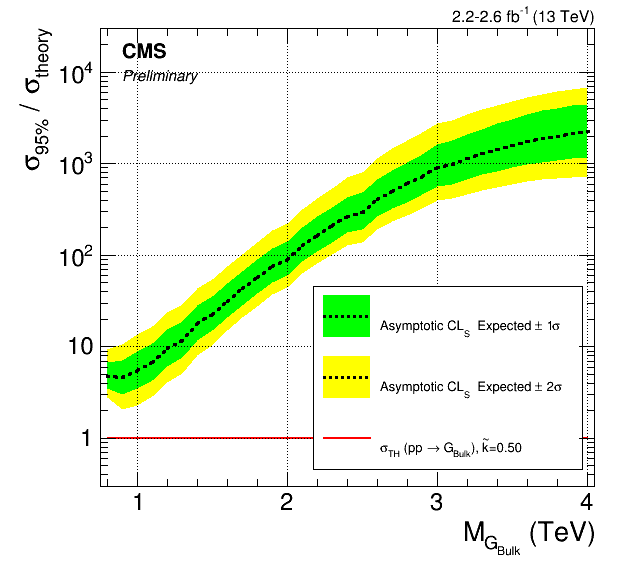 2.2-2.6 fb⁻¹ (13 TeV)
CMS
Preliminary
σ95% / σtheory
10⁴
10³
10²
10
1
Asymptotic CLS Expected ± 1σ
Asymptotic CLS Expected ± 2σ
σTH (pp → GBulk), k̃=0.50
1 2 3 4
MGBulk (TeV)